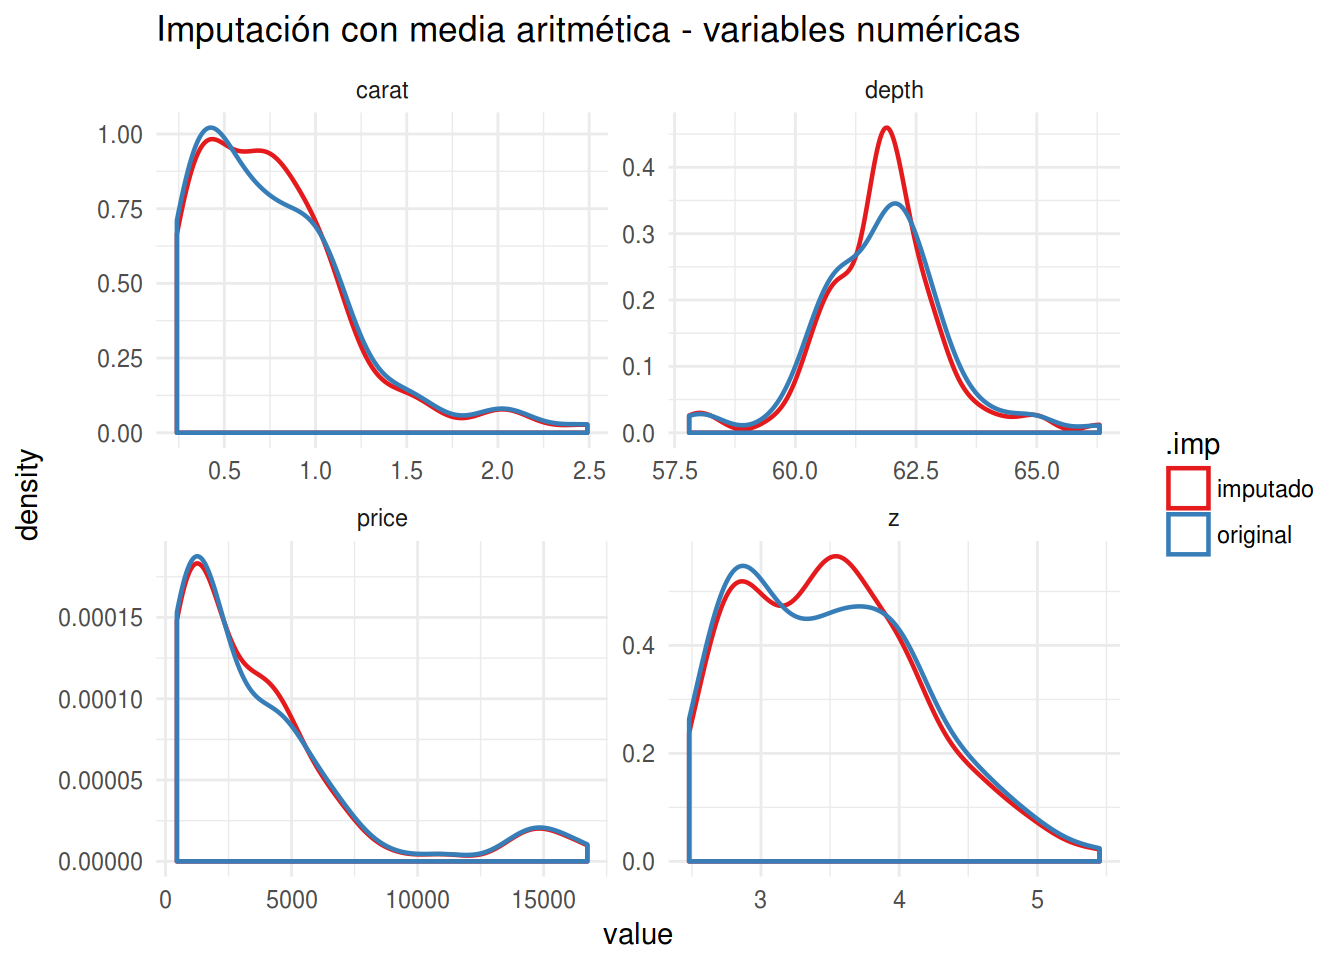 Imputación con media aritmética - variables numéricas
carat
depth
1.00
0.75
0.50
0.25
0.00
0.5 1.0 1.5 2.0 2.5
0.4
0.3
0.2
0.1
0.0
57.5 60.0 62.5 65.0
price
z
0.00015
0.00010
0.00005
0.00000
0 5000 10000 15000
0.4
0.2
0.0
3 4 5
density
value
.imp
imputado
original